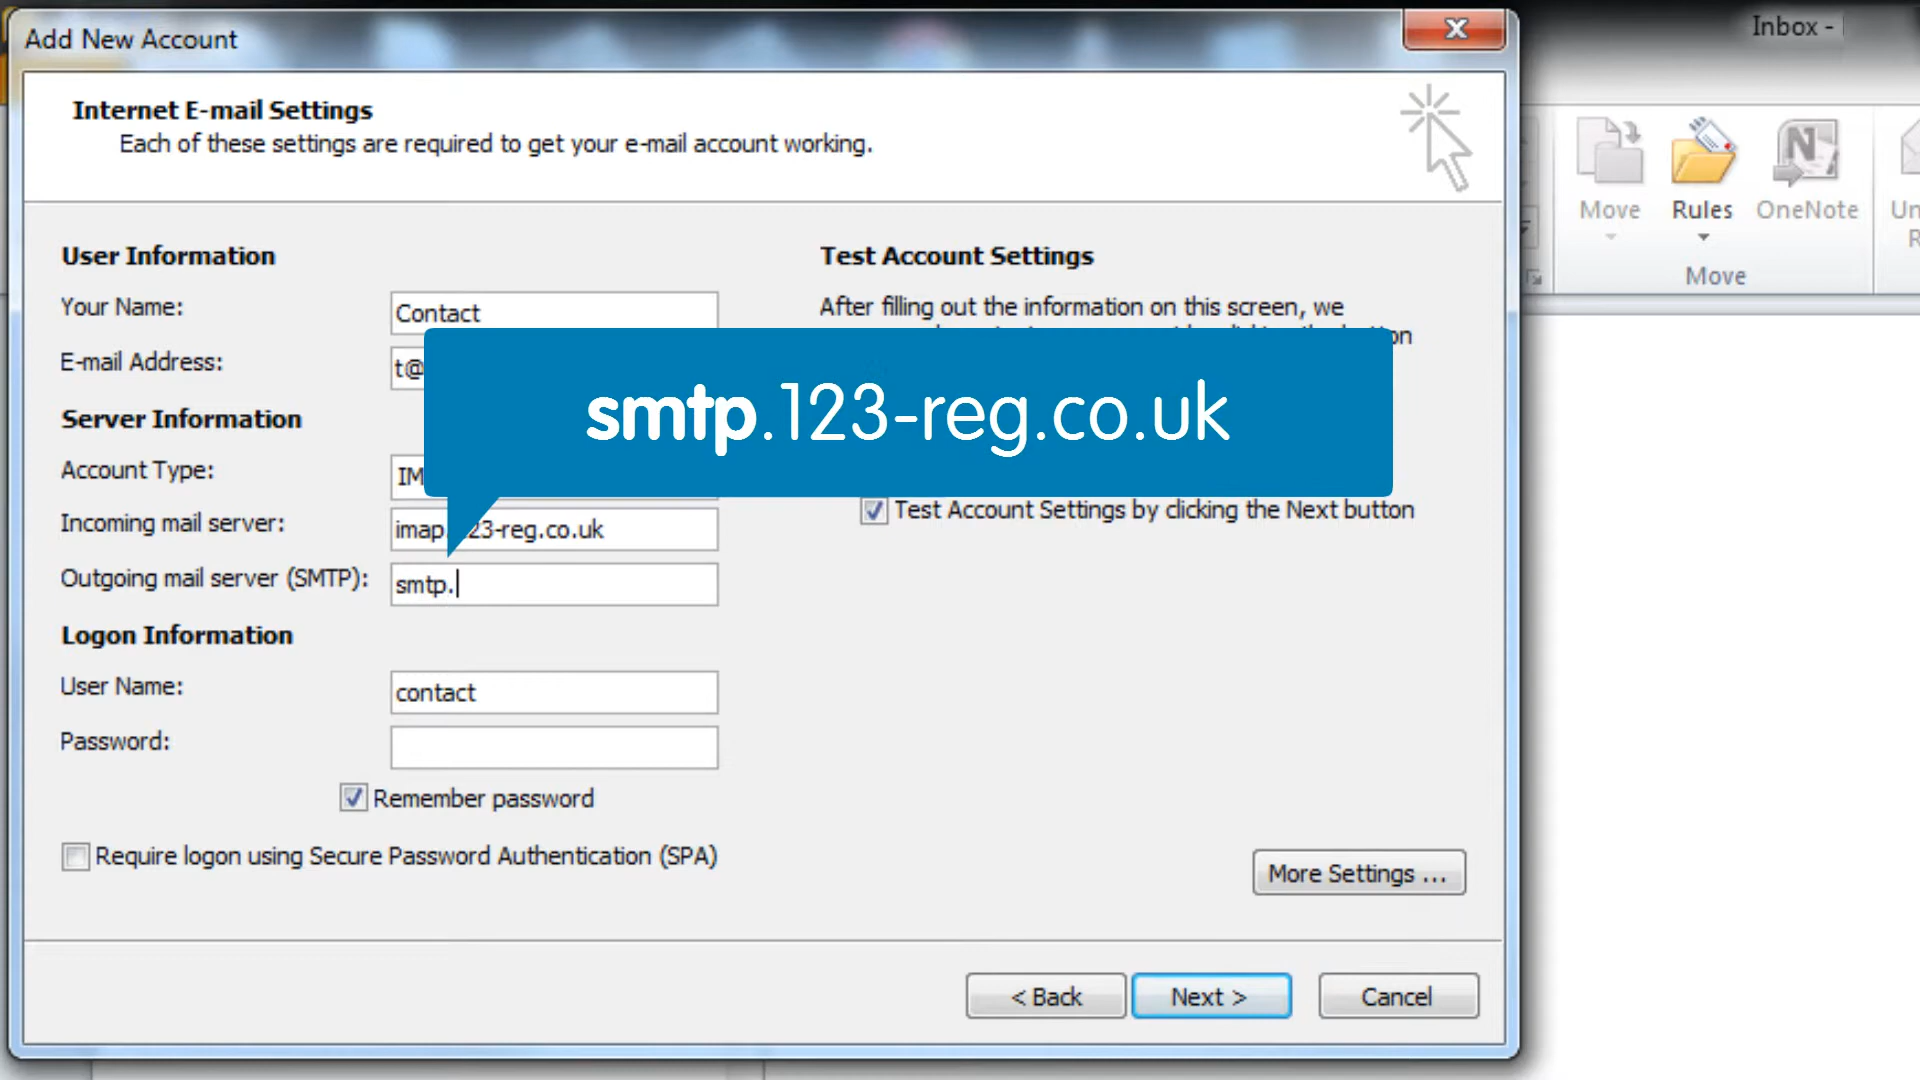 Add New Account
Inbox -
Internet E-mail Settings
Each of these settings are required to get your e-mail account working.
Move
Rules
OneNote
Move
User Information
Test Account Settings
Your Name:
Contact
After filling out the information on this screen, we
E-mail Address:
t@
smtp.123-reg.co.uk
Server Information
Account Type:
IM
Incoming mail server:
imap. 23-reg.co.uk
Test Account Settings by clicking the Next button
Outgoing mail server (SMTP):
smtp.
Logon Information
User Name:
contact
Password:
Remember password
Require logon using Secure Password Authentication (SPA)
More Settings ...
< Back
Next >
Cancel